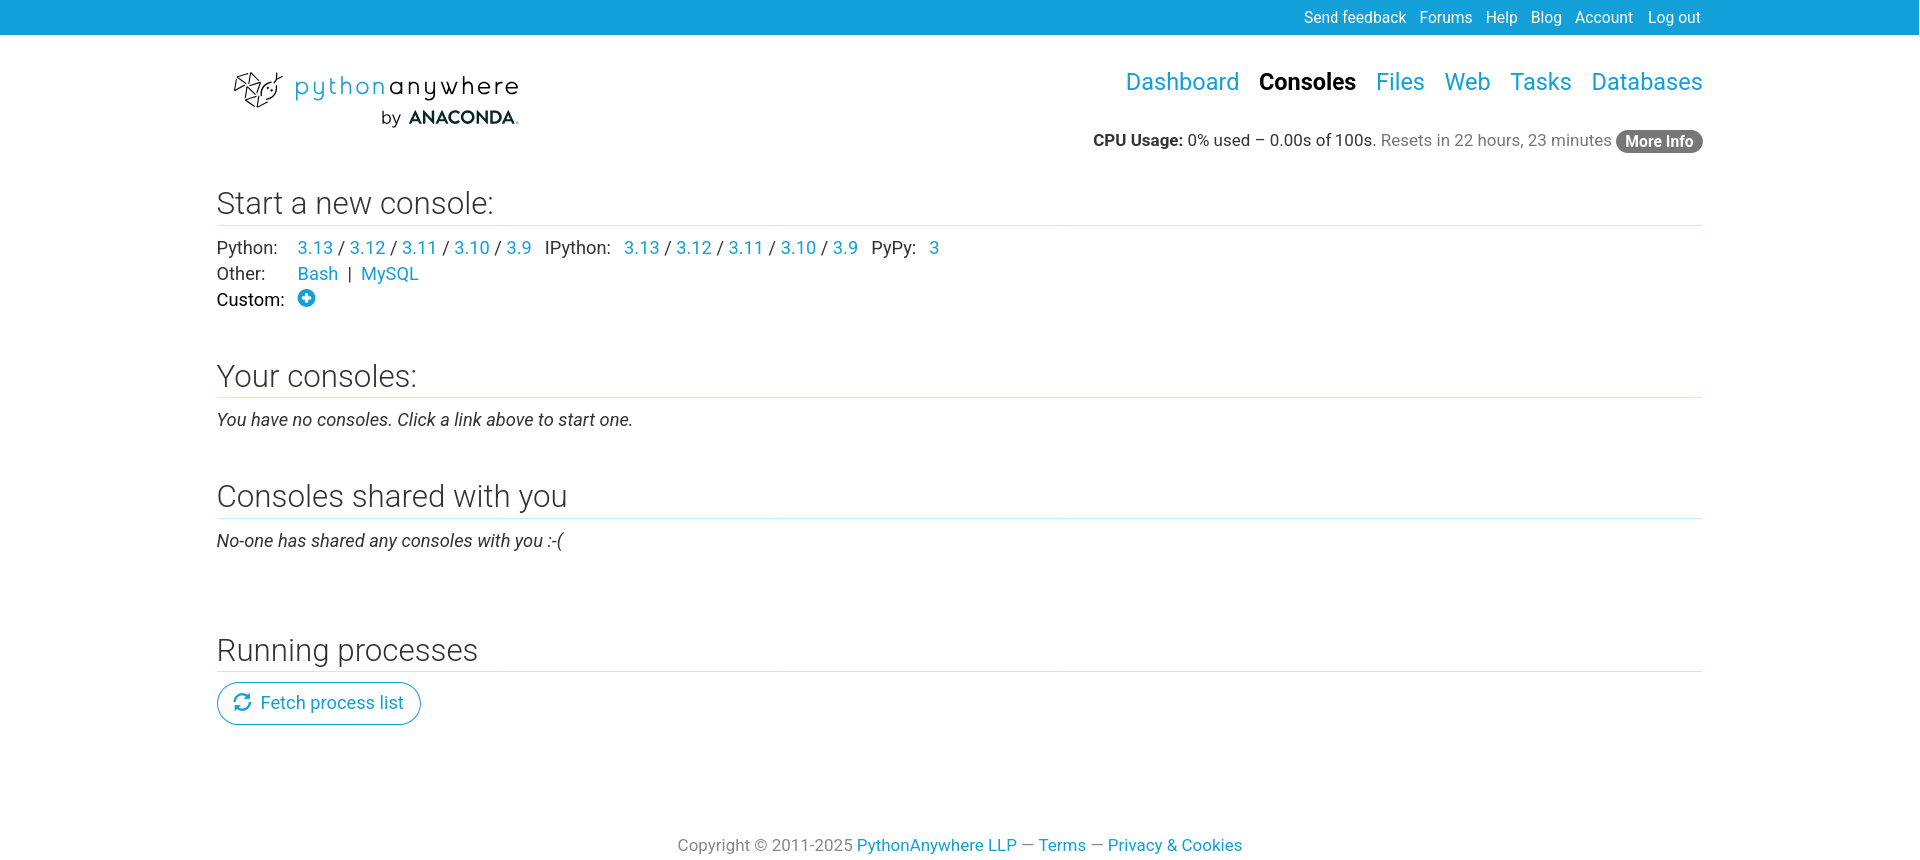 Send feedback Forums Help Blog Account Log out
pythonanywhere
by ANACONDA.
Dashboard Consoles Files Web Tasks Databases
CPU Usage: 0% used – 0.00s of 100s. Resets in 22 hours, 23 minutes More Info
Start a new console:
Python: 3.13 / 3.12 / 3.11 / 3.10 / 3.9 IPython: 3.13 / 3.12 / 3.11 / 3.10 / 3.9 PyPy: 3
Other: Bash | MySQL
Custom:
Your consoles:
You have no consoles. Click a link above to start one.
Consoles shared with you
No-one has shared any consoles with you :-(
Running processes
Fetch process list
Copyright © 2011-2025 PythonAnywhere LLP — Terms — Privacy & Cookies